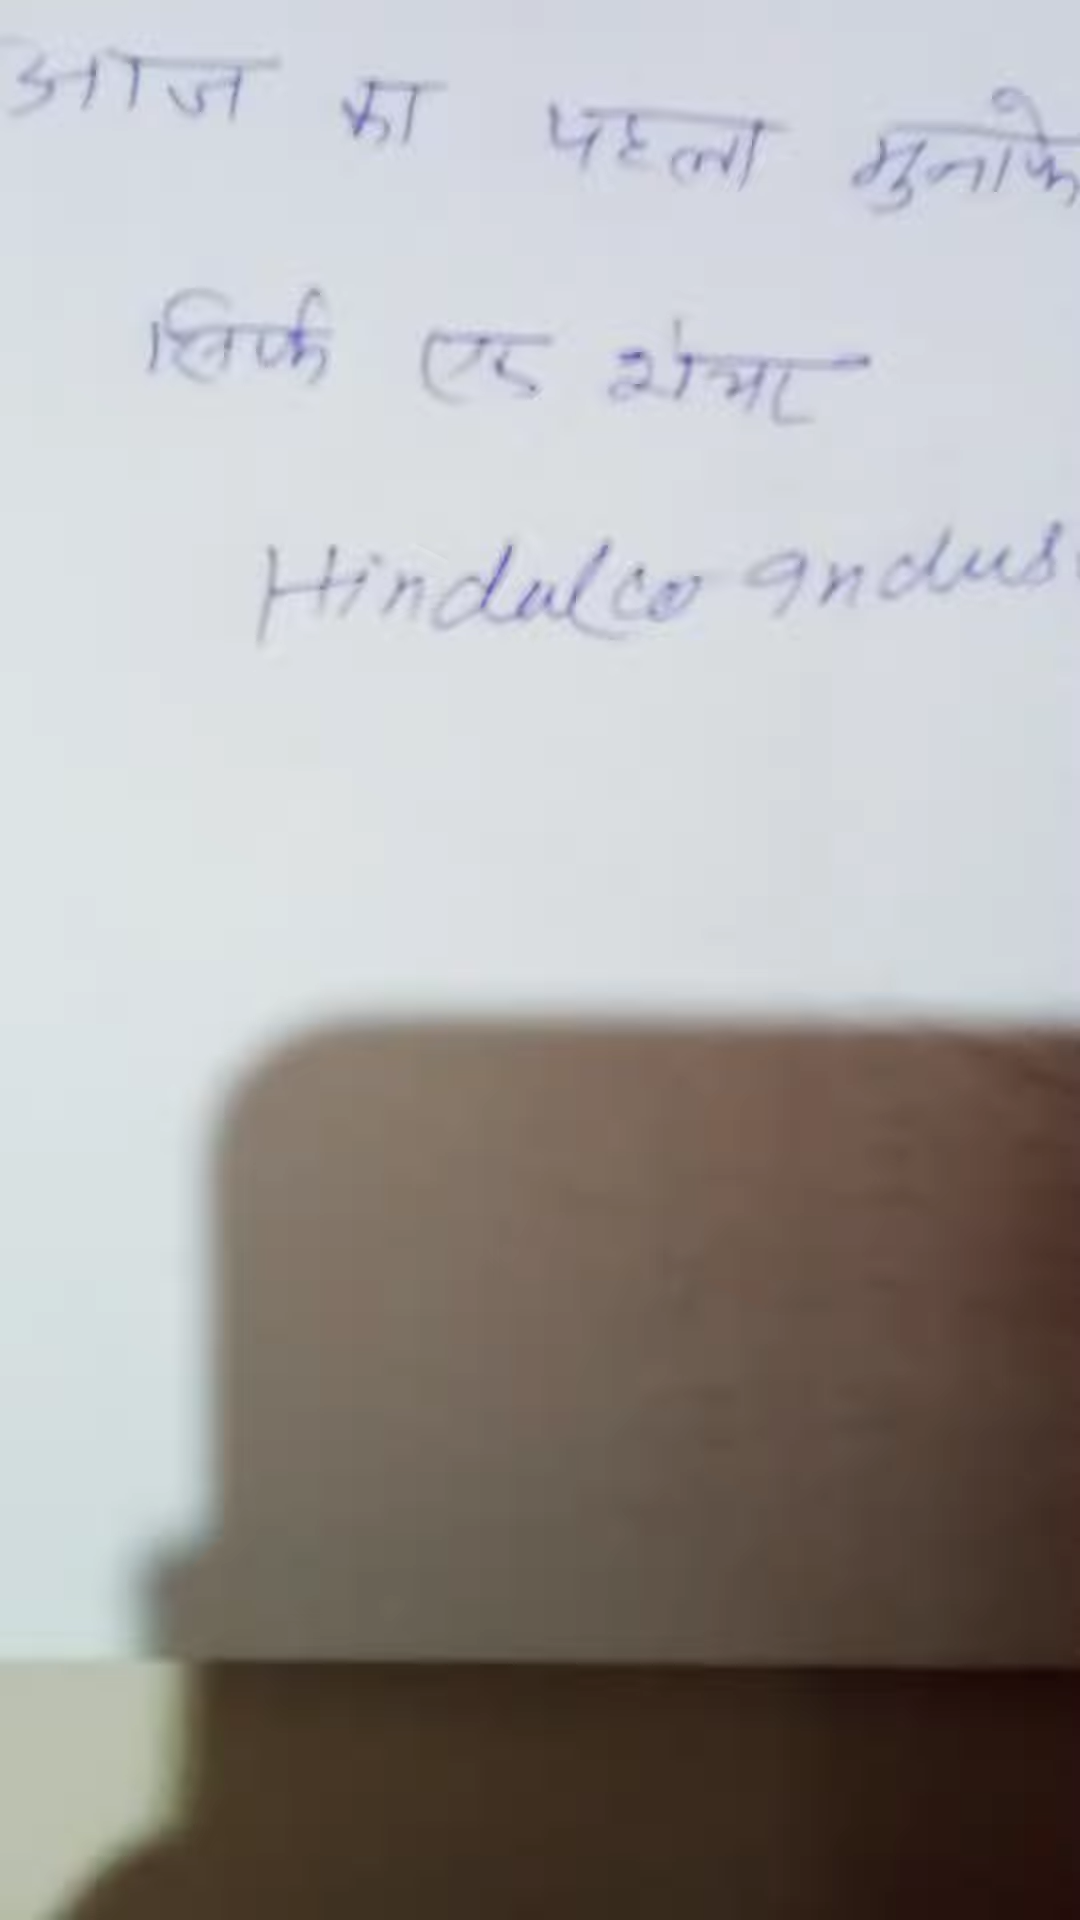 आज का पहला मुनाफे
सिर्फ एक शेयर
Hindalco Indus